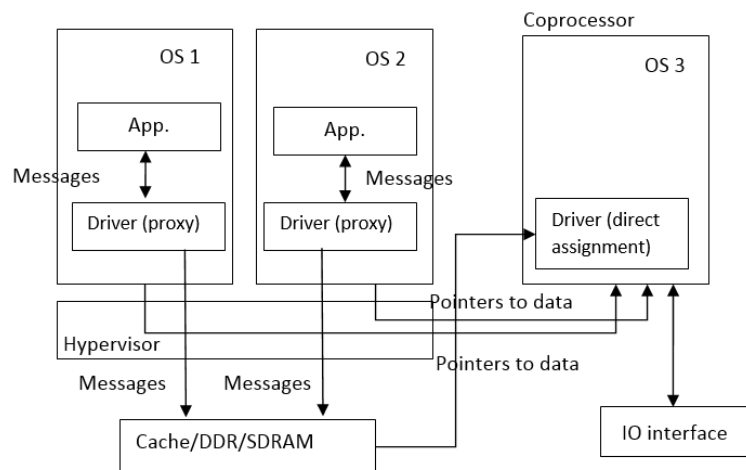 Coprocessor
OS 1
OS 2
OS 3
App.
App.
Messages
Messages
Driver (proxy)
Driver (proxy)
Driver (direct
assignment)
Pointers to data
Hypervisor
Pointers to data
Messages
Messages
Cache/DDR/SDRAM
IO interface